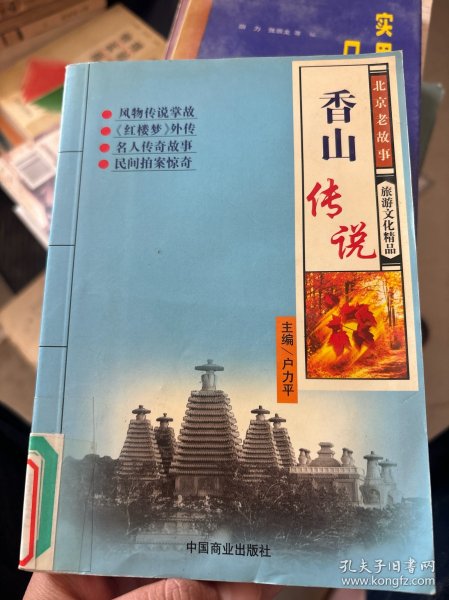 风物传说掌故
《红楼梦》外传
名人传奇故事
民间拍案惊奇
香山
传说
北京老故事
旅游文化精品
主编／户力平
中国商业出版社
实用
孔夫子旧书网
www.kongfz.com